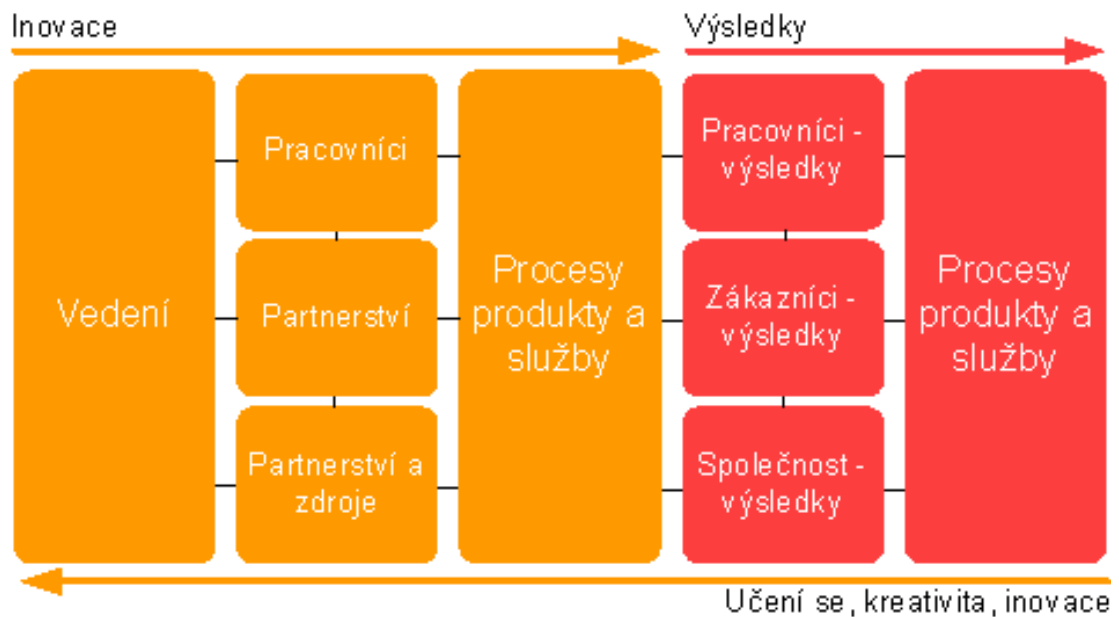 Inovace
Výsledky
Vedení
Pracovníci
Partnerství
Partnerství a
zdroje
Procesy
produkty a
služby
Pracovníci -
výsledky
Zákazníci -
výsledky
Společnost -
výsledky
Procesy
produkty a
služby
Učení se, kreativita, inovace